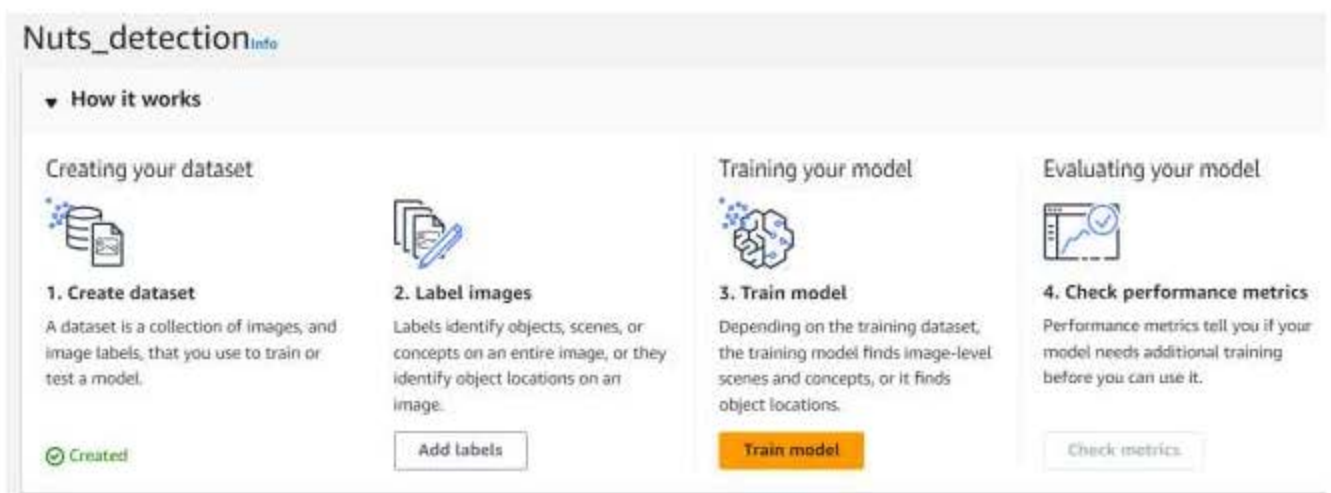 Nuts_detection Info
How it works
Creating your dataset
1. Create dataset
A dataset is a collection of images, and
image labels, that you use to train or
test a model.
Created
2. Label images
Labels identify objects, scenes, or
concepts on an entire image, or they
identify object locations on an
image.
Add labels
Training your model
3. Train model
Depending on the training dataset,
the training model finds image-level
scenes and concepts, or it finds
object locations.
Train model
Evaluating your model
4. Check performance metrics
Performance metrics tell you if your
model needs additional training
before you can use it.
Check metrics